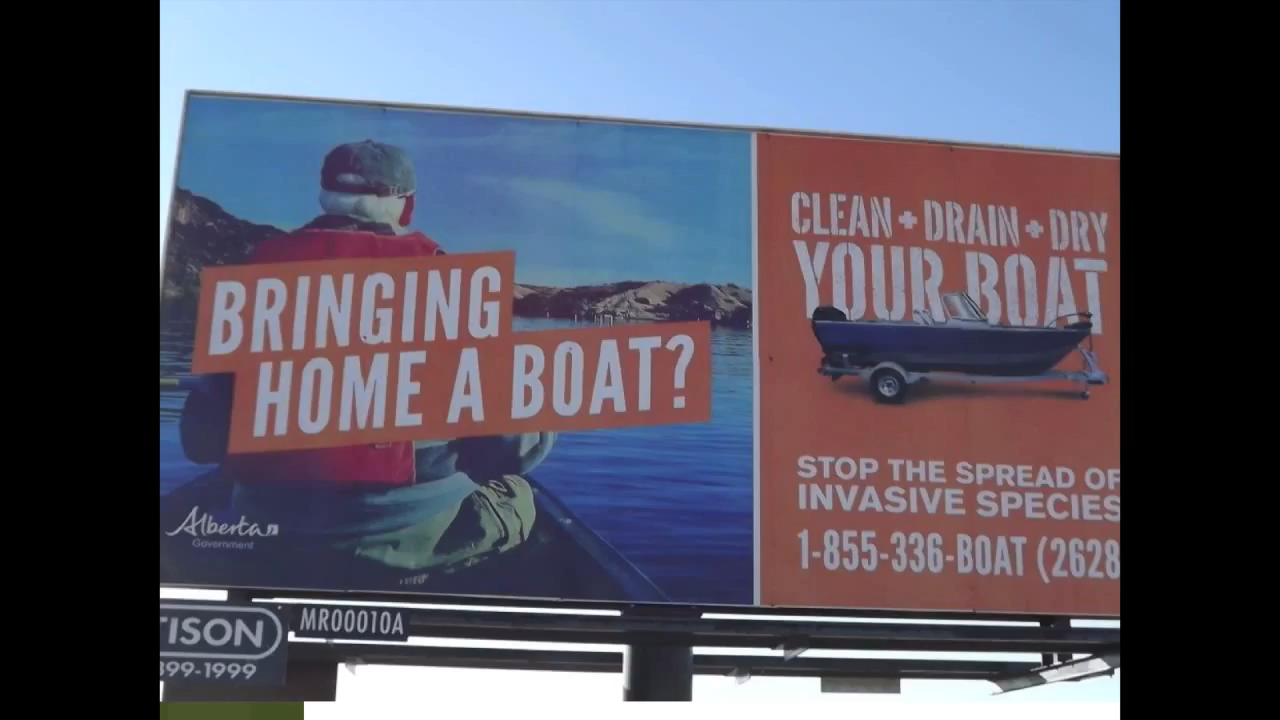 BRINGING
HOME A BOAT?
Alberta
Government
CLEAN + DRAIN + DRY
YOUR BOAT
STOP THE SPREAD OF
INVASIVE SPECIES
1-855-336-BOAT (2628
TISON
399-1999
MR00010A